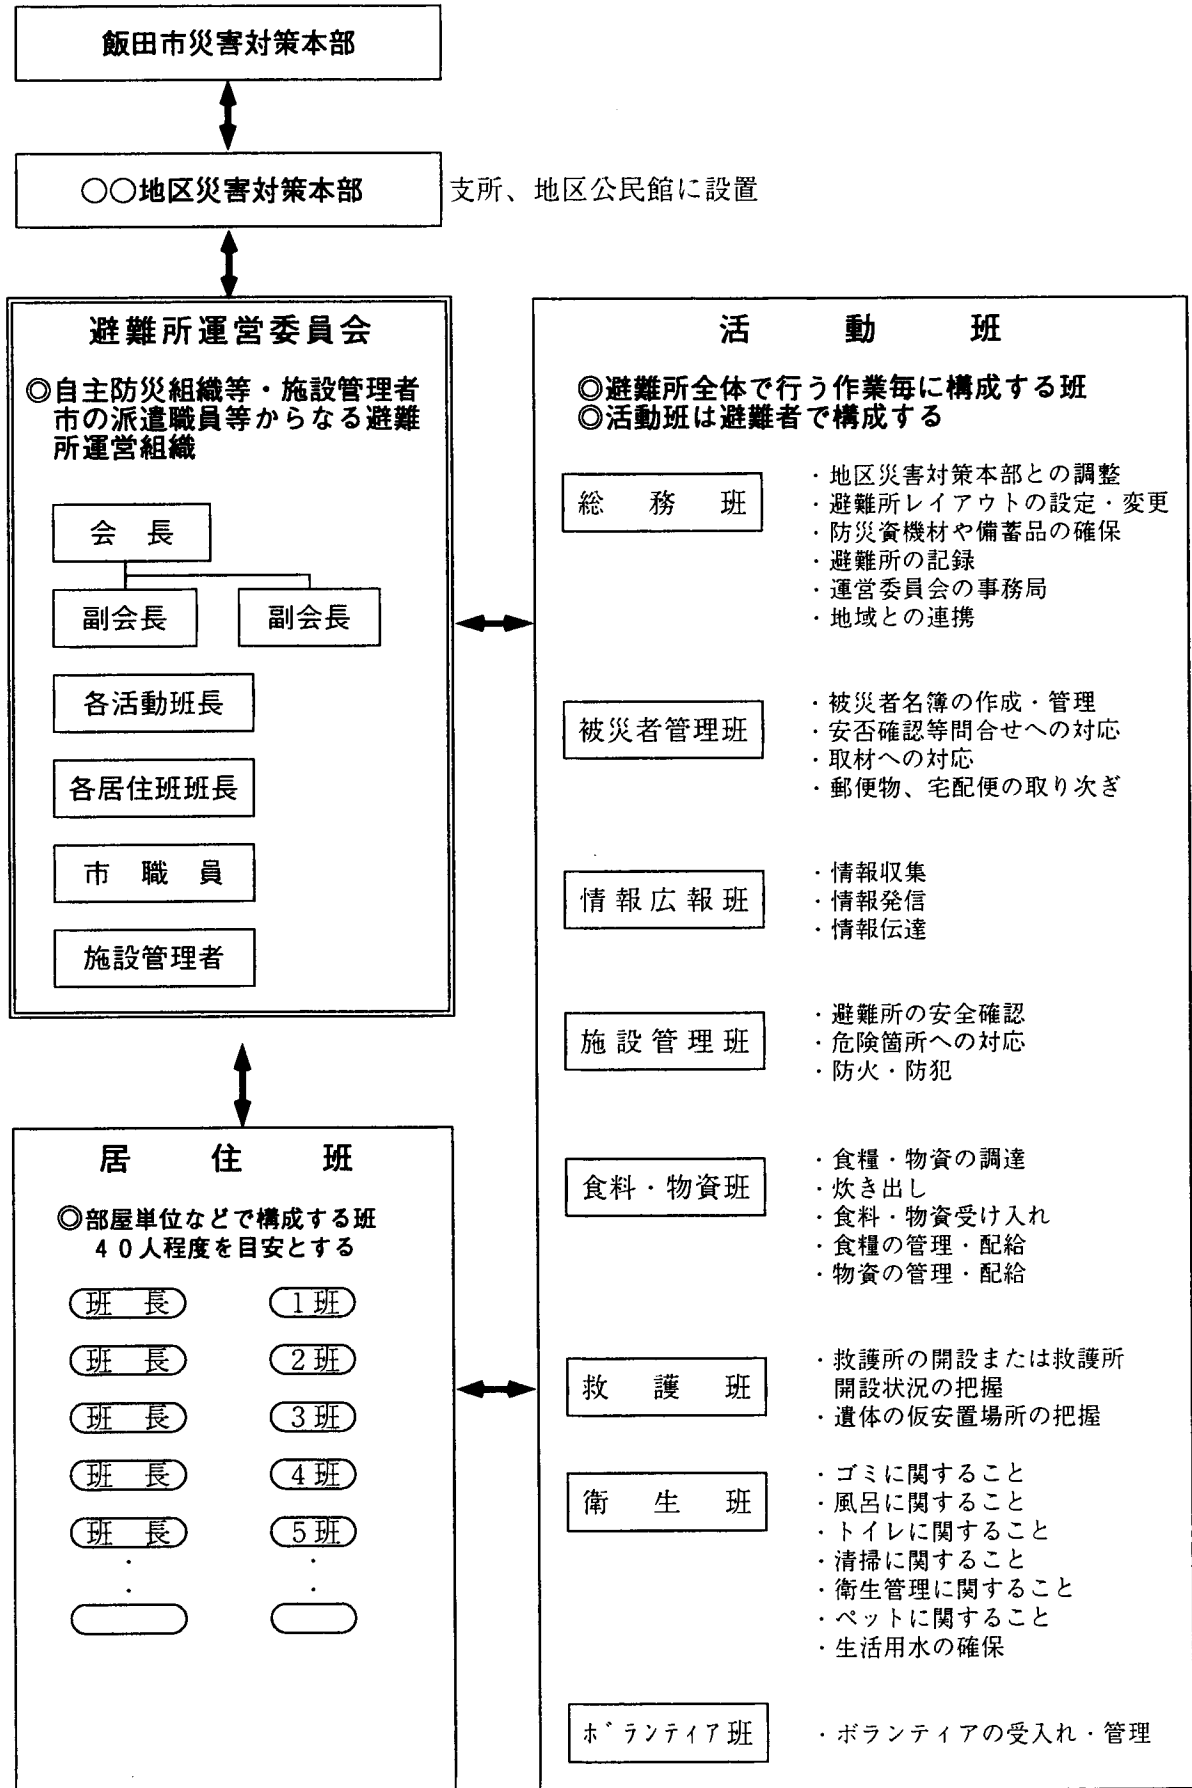 飯田市災害対策本部
〇〇地区災害対策本部
支所、地区公民館に設置
避難所運営委員会
◎自主防災組織等・施設管理者
市の派遣職員等からなる避難
所運営組織
会長
副会長
副会長
各活動班長
各居住班班長
市職員
施設管理者
居住班
◎部屋単位などで構成する班
40人程度を目安とする
班長 1班
班長 2班
班長 3班
班長 4班
班長 5班
活動班
◎避難所全体で行う作業毎に構成する班
◎活動班は避難者で構成する
総務班
・地区災害対策本部との調整
・避難所レイアウトの設定・変更
・防災資機材や備蓄品の確保
・避難所の記録
・運営委員会の事務局
・地域との連携
被災者管理班
・被災者名簿の作成・管理
・安否確認等問合せへの対応
・取材への対応
・郵便物、宅配便の取り次ぎ
情報広報班
・情報収集
・情報発信
・情報伝達
施設管理班
・避難所の安全確認
・危険箇所への対応
・防火・防犯
食料・物資班
・食糧・物資の調達
・炊き出し
・食料・物資受け入れ
・食糧の管理・配給
・物資の管理・配給
救護班
・救護所の開設または救護所
開設状況の把握
・遺体の仮安置場所の把握
衛生班
・ゴミに関すること
・風呂に関すること
・トイレに関すること
・清掃に関すること
・衛生管理に関すること
・ペットに関すること
・生活用水の確保
ボランティア班
・ボランティアの受入れ・管理